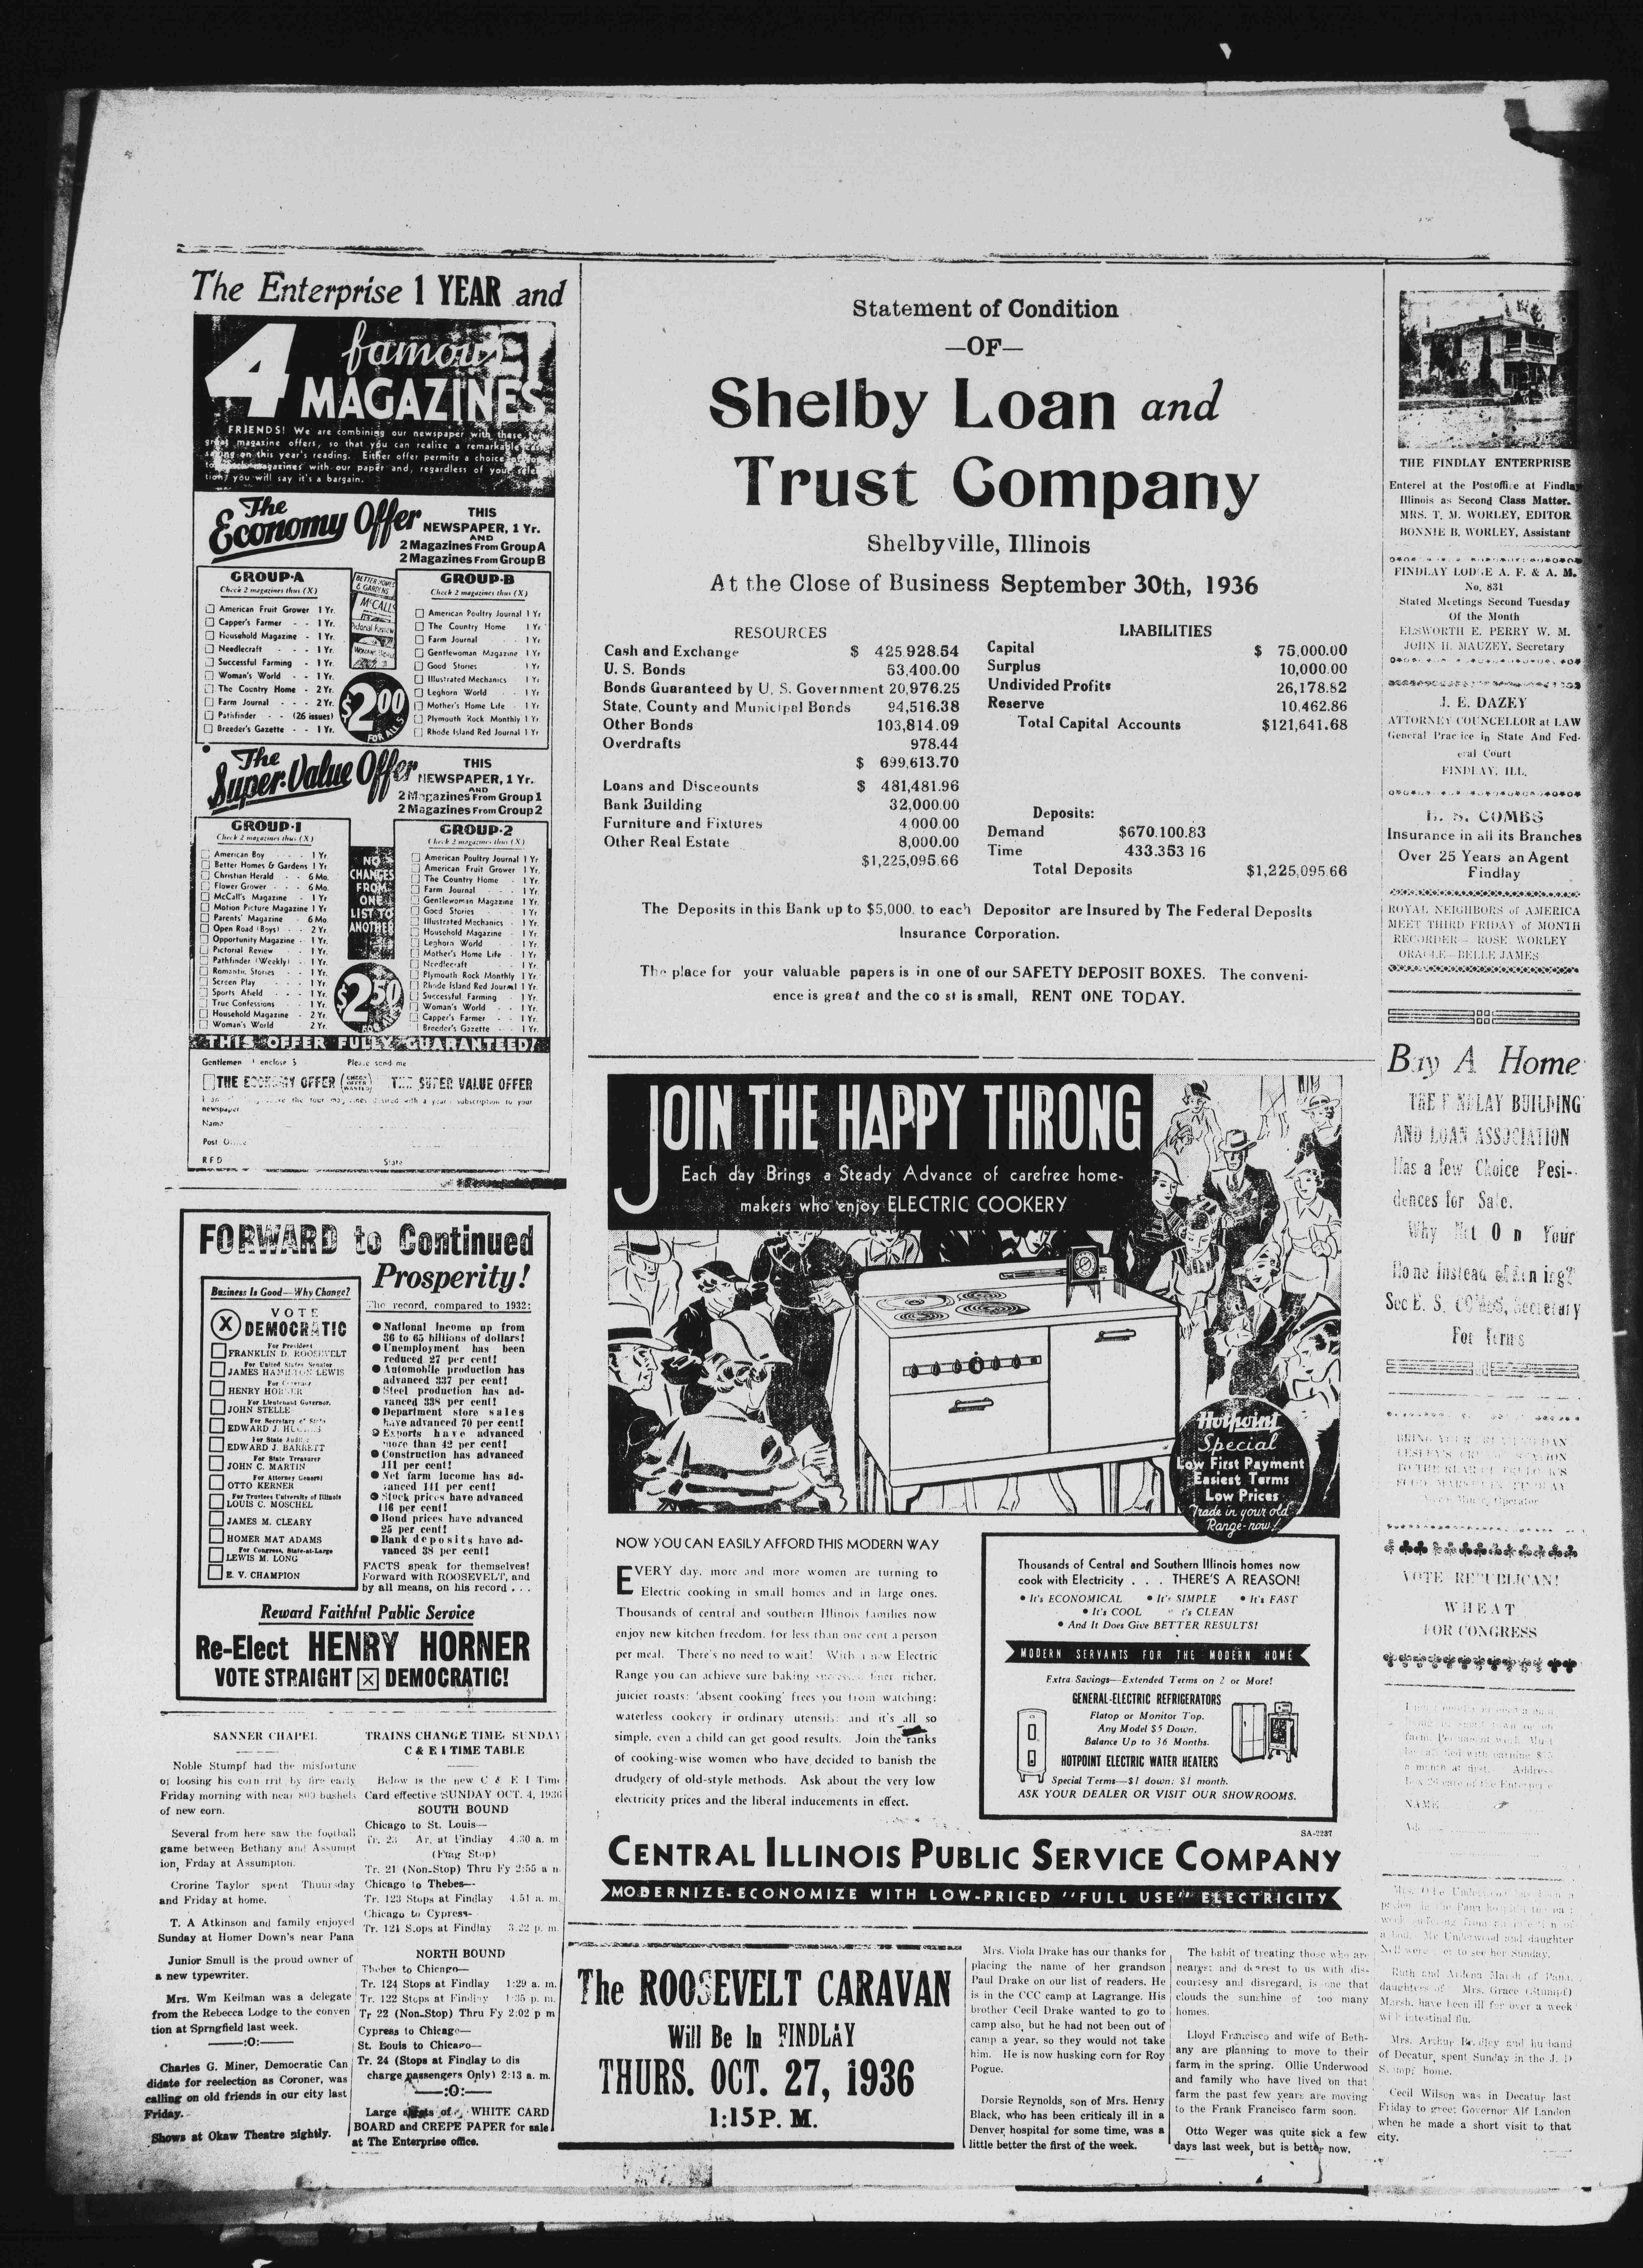 The Enterprise 1 YEAR and
4 famous
MAGAZINES
FRIENDS! We are combining our newspaper with these two
great magazine offers, so that you can realize a remarkable
saving on this year's reading. Either offer permits a choice
magazines with our paper and, regardless of your selec-
tion, you will say it's a bargain.
The
Economy Offer
THIS
NEWSPAPER, 1 Yr.
AND
2 Magazines From Group A
2 Magazines From Group B
GROUP-A
Check 2 magazines thus (X)
American Fruit Grower 1 Yr.
Capper's Farmer - - 1 Yr.
Household Magazine - 1 Yr.
Needlecraft - - - 1 Yr.
Successful Farming - 1 Yr.
Woman's World - - 1 Yr.
The Country Home - 2 Yr.
Farm Journal - - - 2 Yr.
Pathfinder - - (26 issues)
Breeder's Gazette - - 1 Yr.
BETTER HOMES
& GARDENS
McCALL'S
Pictorial Review
$2.00
FOR ALL 5
GROUP-B
Check 2 magazines thus (X)
American Poultry Journal 1 Yr
The Country Home 1 Yr
Farm Journal - - 1 Yr
Gentlewoman Magazine 1 Yr
Good Stories 1 Yr
Illustrated Mechanics 1 Yr
Leghorn World - - 1 Yr
Mother's Home Life - 1 Yr
Plymouth Rock Monthly 1 Yr
Rhode Island Red Journal 1 Yr
The
Super-Value Offer
THIS
NEWSPAPER, 1 Yr.
AND
2 Magazines From Group 1
2 Magazines From Group 2
GROUP-1
Check 2 magazines thus (X)
American Boy - - - 1 Yr
Better Homes & Gardens 1 Yr
Christian Herald - - 6 Mo.
Flower Grower - - - 6 Mo.
McCall's Magazine - 1 Yr
Motion Picture Magazine 1 Yr
Parents' Magazine - 6 Mo
Open Road (Boys) - - 2 Yr.
Opportunity Magazine - 1 Yr.
Pictorial Review - - 1 Yr.
Pathfinder (Weekly) - 1 Yr.
Romantic Stories - - 1 Yr.
Screen Play - - - 1 Yr.
Sports Afield - - - 1 Yr.
True Confessions - - 1 Yr.
Household Magazine - 2 Yr.
Woman's World 2 Yr.
NO
CHANGES
FROM
ONE
LIST TO
ANOTHER
$2.50
FOR ALL 5
GROUP-2
Check 2 magazines thus (X)
American Poultry Journal 1 Yr
American Fruit Grower 1 Yr.
The Country Home - 1 Yr.
Farm Journal - - - 1 Yr.
Gentlewoman Magazine 1 Yr.
Good Stories - - 1 Yr.
Illustrated Mechanics - 1 Yr.
Household Magazine - 1 Yr.
Leghorn World - - 1 Yr.
Mother's Home Life - 1 Yr.
Needlecraft - - 1 Yr.
Plymouth Rock Monthly 1 Yr.
Rhode Island Red Journal 1 Yr.
Successful Farming - 1 Yr.
Woman's World - - 1 Yr.
Capper's Farmer - - 1 Yr.
Breeder's Gazette - - 1 Yr.
THIS OFFER FULLY GUARANTEED!
Gentlemen I enclose $ Please send me
THE ECONOMY OFFER (CHECK OFFER WANTED) THE SUPER VALUE OFFER
with a year's subscription to your
newspaper
Name
Post Office
R F D State
FORWARD to Continued
Prosperity!
Business Is Good—Why Change?
VOTE
X DEMOCRATIC
For President
FRANKLIN D. ROOSEVELT
For United States Senator
JAMES HAMILTON LEWIS
For Governor
HENRY HORNER
For Lieutenant Governor.
JOHN STELLE
For Secretary of State
EDWARD J. HUGHES
For State Auditor
EDWARD J. BARRETT
For State Treasurer
JOHN C. MARTIN
For Attorney General
OTTO KERNER
For Trustees University of Illinois
LOUIS C. MOSCHEL
JAMES M. CLEARY
HOMER MAT ADAMS
For Congress, State-at-Large
LEWIS M. LONG
E. V. CHAMPION
The record, compared to 1932:
● National Income up from
36 to 65 billions of dollars!
● Unemployment has been
reduced 27 per cent!
● Automobile production has
advanced 337 per cent!
● Steel production has ad-
vanced 338 per cent!
● Department store sales
have advanced 70 per cent!
● Exports have advanced
more than 42 per cent!
● Construction has advanced
111 per cent!
● Net farm income has ad-
vanced 141 per cent!
● Stock prices have advanced
146 per cent!
● Bond prices have advanced
25 per cent!
● Bank deposits have ad-
vanced 38 per cent!
FACTS speak for themselves!
Forward with ROOSEVELT, and
by all means, on his record . . .
Reward Faithful Public Service
Re-Elect HENRY HORNER
VOTE STRAIGHT X DEMOCRATIC!
SANNER CHAPEL
Noble Stumpf had the misfortune
of loosing his corn crib by fire early
Friday morning with near 800 bushels
of new corn.
Several from here saw the football
game between Bethany and Assumpt
ion, Frday at Assumpton.
Crorine Taylor spent Thuursday
and Friday at home.
T. A Atkinson and family enjoyed
Sunday at Homer Down's near Pana
Junior Smull is the proud owner of
a new typewriter.
Mrs. Wm Keilman was a delegate
from the Rebecca Lodge to the conven
tion at Sprngfield last week.
—:O:—
Charles G. Miner, Democratic Can
didate for reelection as Coroner, was
calling on old friends in our city last
Friday.
Shows at Okaw Theatre nightly.
TRAINS CHANGE TIME, SUNDAY
C & E I TIME TABLE
Below is the new C & E I Time
Card effective SUNDAY OCT. 4, 1936
SOUTH BOUND
Chicago to St. Louis—
Tr. 23 Ar. at Findlay 4:30 a. m
(Flag Stop)
Tr. 21 (Non-Stop) Thru Fy 2:55 a n
Chicago to Thebes—
Tr. 123 Stops at Findlay 4.51 a. m.
Chicago to Cypress-
Tr. 121 Stops at Findlay 3.22 p. m.
NORTH BOUND
Thebes to Chicago—
Tr. 124 Stops at Findlay 1:29 a. m.
Tr. 122 Stops at Findlay 1:35 p. m.
Tr 22 (Non-Stop) Thru Fy 2:02 p m
Cypress to Chicago—
St. Louis to Chicago—
Tr. 24 (Stops at Findlay to dis
charge passengers Only) 2:13 a. m.
—:O:—
Large sheets of WHITE CARD
BOARD and CREPE PAPER for sale
at The Enterprise office.
Statement of Condition
—OF—
Shelby Loan and
Trust Company
Shelbyville, Illinois
At the Close of Business September 30th, 1936
RESOURCES
Cash and Exchange $ 425.928.54
U. S. Bonds 53,400.00
Bonds Guaranteed by U. S. Government 20,976.25
State, County and Municipal Bonds 94,516.38
Other Bonds 103,814.09
Overdrafts 978.44
$ 699,613.70
Loans and Discounts $ 481,481.96
Bank Building 32,000.00
Furniture and Fixtures 4,000.00
Other Real Estate 8,000.00
$1,225,095.66
LIABILITIES
Capital $ 75,000.00
Surplus 10,000.00
Undivided Profits 26,178.82
Reserve 10.462.86
Total Capital Accounts $121,641.68
Deposits:
Demand $670.100.83
Time 433.353 16
Total Deposits $1,225,095.66
The Deposits in this Bank up to $5,000. to each Depositor are Insured by The Federal Deposits
Insurance Corporation.
The place for your valuable papers is in one of our SAFETY DEPOSIT BOXES. The conveni-
ence is great and the co st is small, RENT ONE TODAY.
JOIN THE HAPPY THRONG
Each day Brings a Steady Advance of carefree home-
makers who enjoy ELECTRIC COOKERY
Hotpoint
Special
Low First Payment
Easiest Terms
Low Prices
Trade in your old
Range-now!
NOW YOU CAN EASILY AFFORD THIS MODERN WAY
EVERY day, more and more women are turning to
Electric cooking in small homes and in large ones.
Thousands of central and southern Illinois families now
enjoy new kitchen freedom, for less than one cent a person
per meal. There's no need to wait! With a new Electric
Range you can achieve sure baking success, finer richer,
juicier roasts; 'absent cooking' frees you from watching;
waterless cookery in ordinary utensils; and it's all so
simple, even a child can get good results. Join the ranks
of cooking-wise women who have decided to banish the
drudgery of old-style methods. Ask about the very low
electricity prices and the liberal inducements in effect.
Thousands of Central and Southern Illinois homes now
cook with Electricity . . . THERE'S A REASON!
• It's ECONOMICAL • It's SIMPLE • It's FAST
• It's COOL • It's CLEAN
• And It Does Give BETTER RESULTS!
MODERN SERVANTS FOR THE MODERN HOME
Extra Savings—Extended Terms on 2 or More!
GENERAL-ELECTRIC REFRIGERATORS
Flatop or Monitor Top.
Any Model $5 Down.
Balance Up to 36 Months.
HOTPOINT ELECTRIC WATER HEATERS
Special Terms—$1 down; $1 month.
ASK YOUR DEALER OR VISIT OUR SHOWROOMS.
SA-2237
CENTRAL ILLINOIS PUBLIC SERVICE COMPANY
MODERNIZE-ECONOMIZE WITH LOW-PRICED "FULL USE" ELECTRICITY
The ROOSEVELT CARAVAN
Will Be In FINDLAY
THURS. OCT. 27, 1936
1:15 P. M.
Mrs. Viola Drake has our thanks for
placing the name of her grandson
Paul Drake on our list of readers. He
is in the CCC camp at Lagrange. His
brother Cecil Drake wanted to go to
camp also, but he had not been out of
camp a year, so they would not take
him. He is now husking corn for Roy
Pogue.
Dorsie Reynolds, son of Mrs. Henry
Black, who has been criticaly ill in a
Denver, hospital for some time, was a
little better the first of the week.
The habit of treating those who are
nearest and dearest to us with dis-
courtesy and disregard, is one that
clouds the sunshine of too many
homes.
Lloyd Francisco and wife of Beth-
any are planning to move to their
farm in the spring. Ollie Underwood
and family who have lived on that
farm the past few years are moving
to the Frank Francisco farm soon.
Otto Weger was quite sick a few
days last week, but is better now.
THE FINDLAY ENTERPRISE
Enterel at the Postoffice at Findlay
Illinois as Second Class Matter.
MRS. T. M. WORLEY, EDITOR
BONNIE B. WORLEY, Assistant
FINDLAY LODGE A. F. & A. M.
No. 831
Stated Meetings Second Tuesday
Of the Month
ELSWORTH E. PERRY W. M.
JOHN H. MAUZEY, Secretary
J. E. DAZEY
ATTORNEY COUNCELLOR at LAW
General Practice in State And Fed-
eral Court
FINDLAY, ILL.
E. S. COMBS
Insurance in all its Branches
Over 25 Years an Agent
Findlay
ROYAL NEIGHBORS of AMERICA
MEET THIRD FRIDAY of MONTH
RECORDER— ROSE WORLEY
ORACLE—BELLE JAMES
Buy A Home
THE FINDLAY BUILDING
AND LOAN ASSOCIATION
Has a few Choice Resi-
dences for Sale.
Why Not Own Your
Home Instead of Renting?
See E. S. COMBS, Secretary
For Terms
BRING YOUR
STATION
TO THE REAR OF
Operator
VOTE REPUBLICAN!
WHEAT
FOR CONGRESS
NAME
Mrs. Ollie Underwood has been a
patient in the Pana hospital the past
week suffering from an infection of
a boil. Mr Underwood and daughter
Nell were over to see her Sunday.
Ruth and Ardena Marsh of Pana,
daughters of Mrs. Grace (Stumpf)
Marsh, have been ill for over a week
with intestinal flu.
Mrs. Arthur Bradley and husband
of Decatur, spent Sunday in the J. D
Stumpf home.
Cecil Wilson was in Decatur last
Friday to greet Governor Alf Landon
when he made a short visit to that
city.